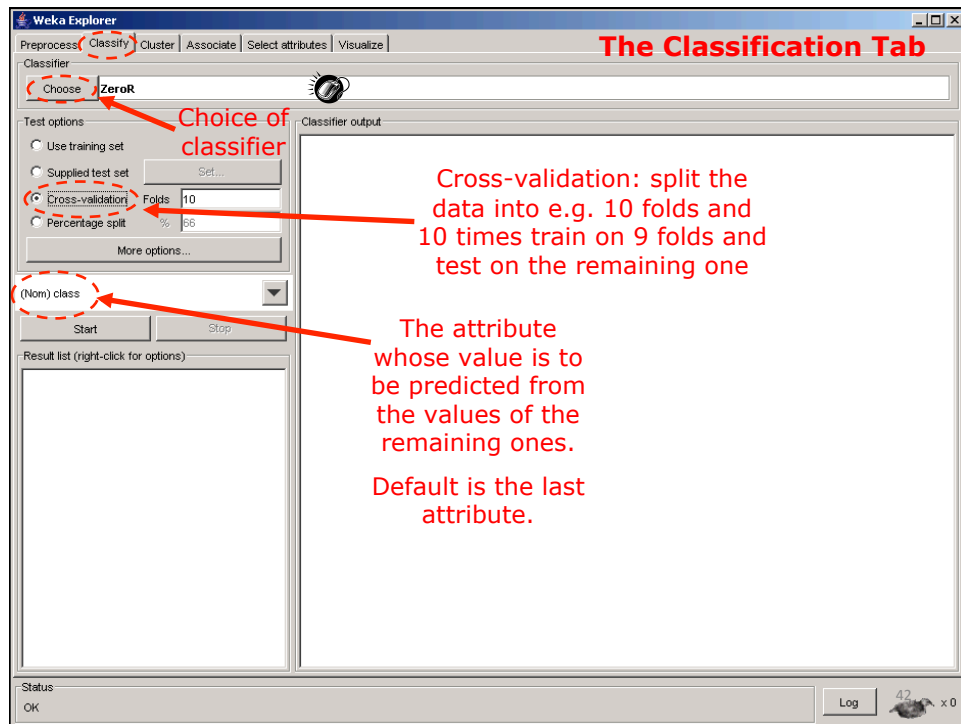 Weka Explorer
Preprocess Classify Cluster Associate Select attributes Visualize
The Classification Tab
Classifier
Choose ZeroR
Test options
Choice of
classifier
Classifier output
Use training set
Supplied test set Set...
Cross-validation Folds 10
Percentage split % 66
More options...
Cross-validation: split the
data into e.g. 10 folds and
10 times train on 9 folds and
test on the remaining one
(Nom) class
Start Stop
Result list (right-click for options)
The attribute
whose value is to
be predicted from
the values of the
remaining ones.
Default is the last
attribute.
Status
OK
Log
42
x 0